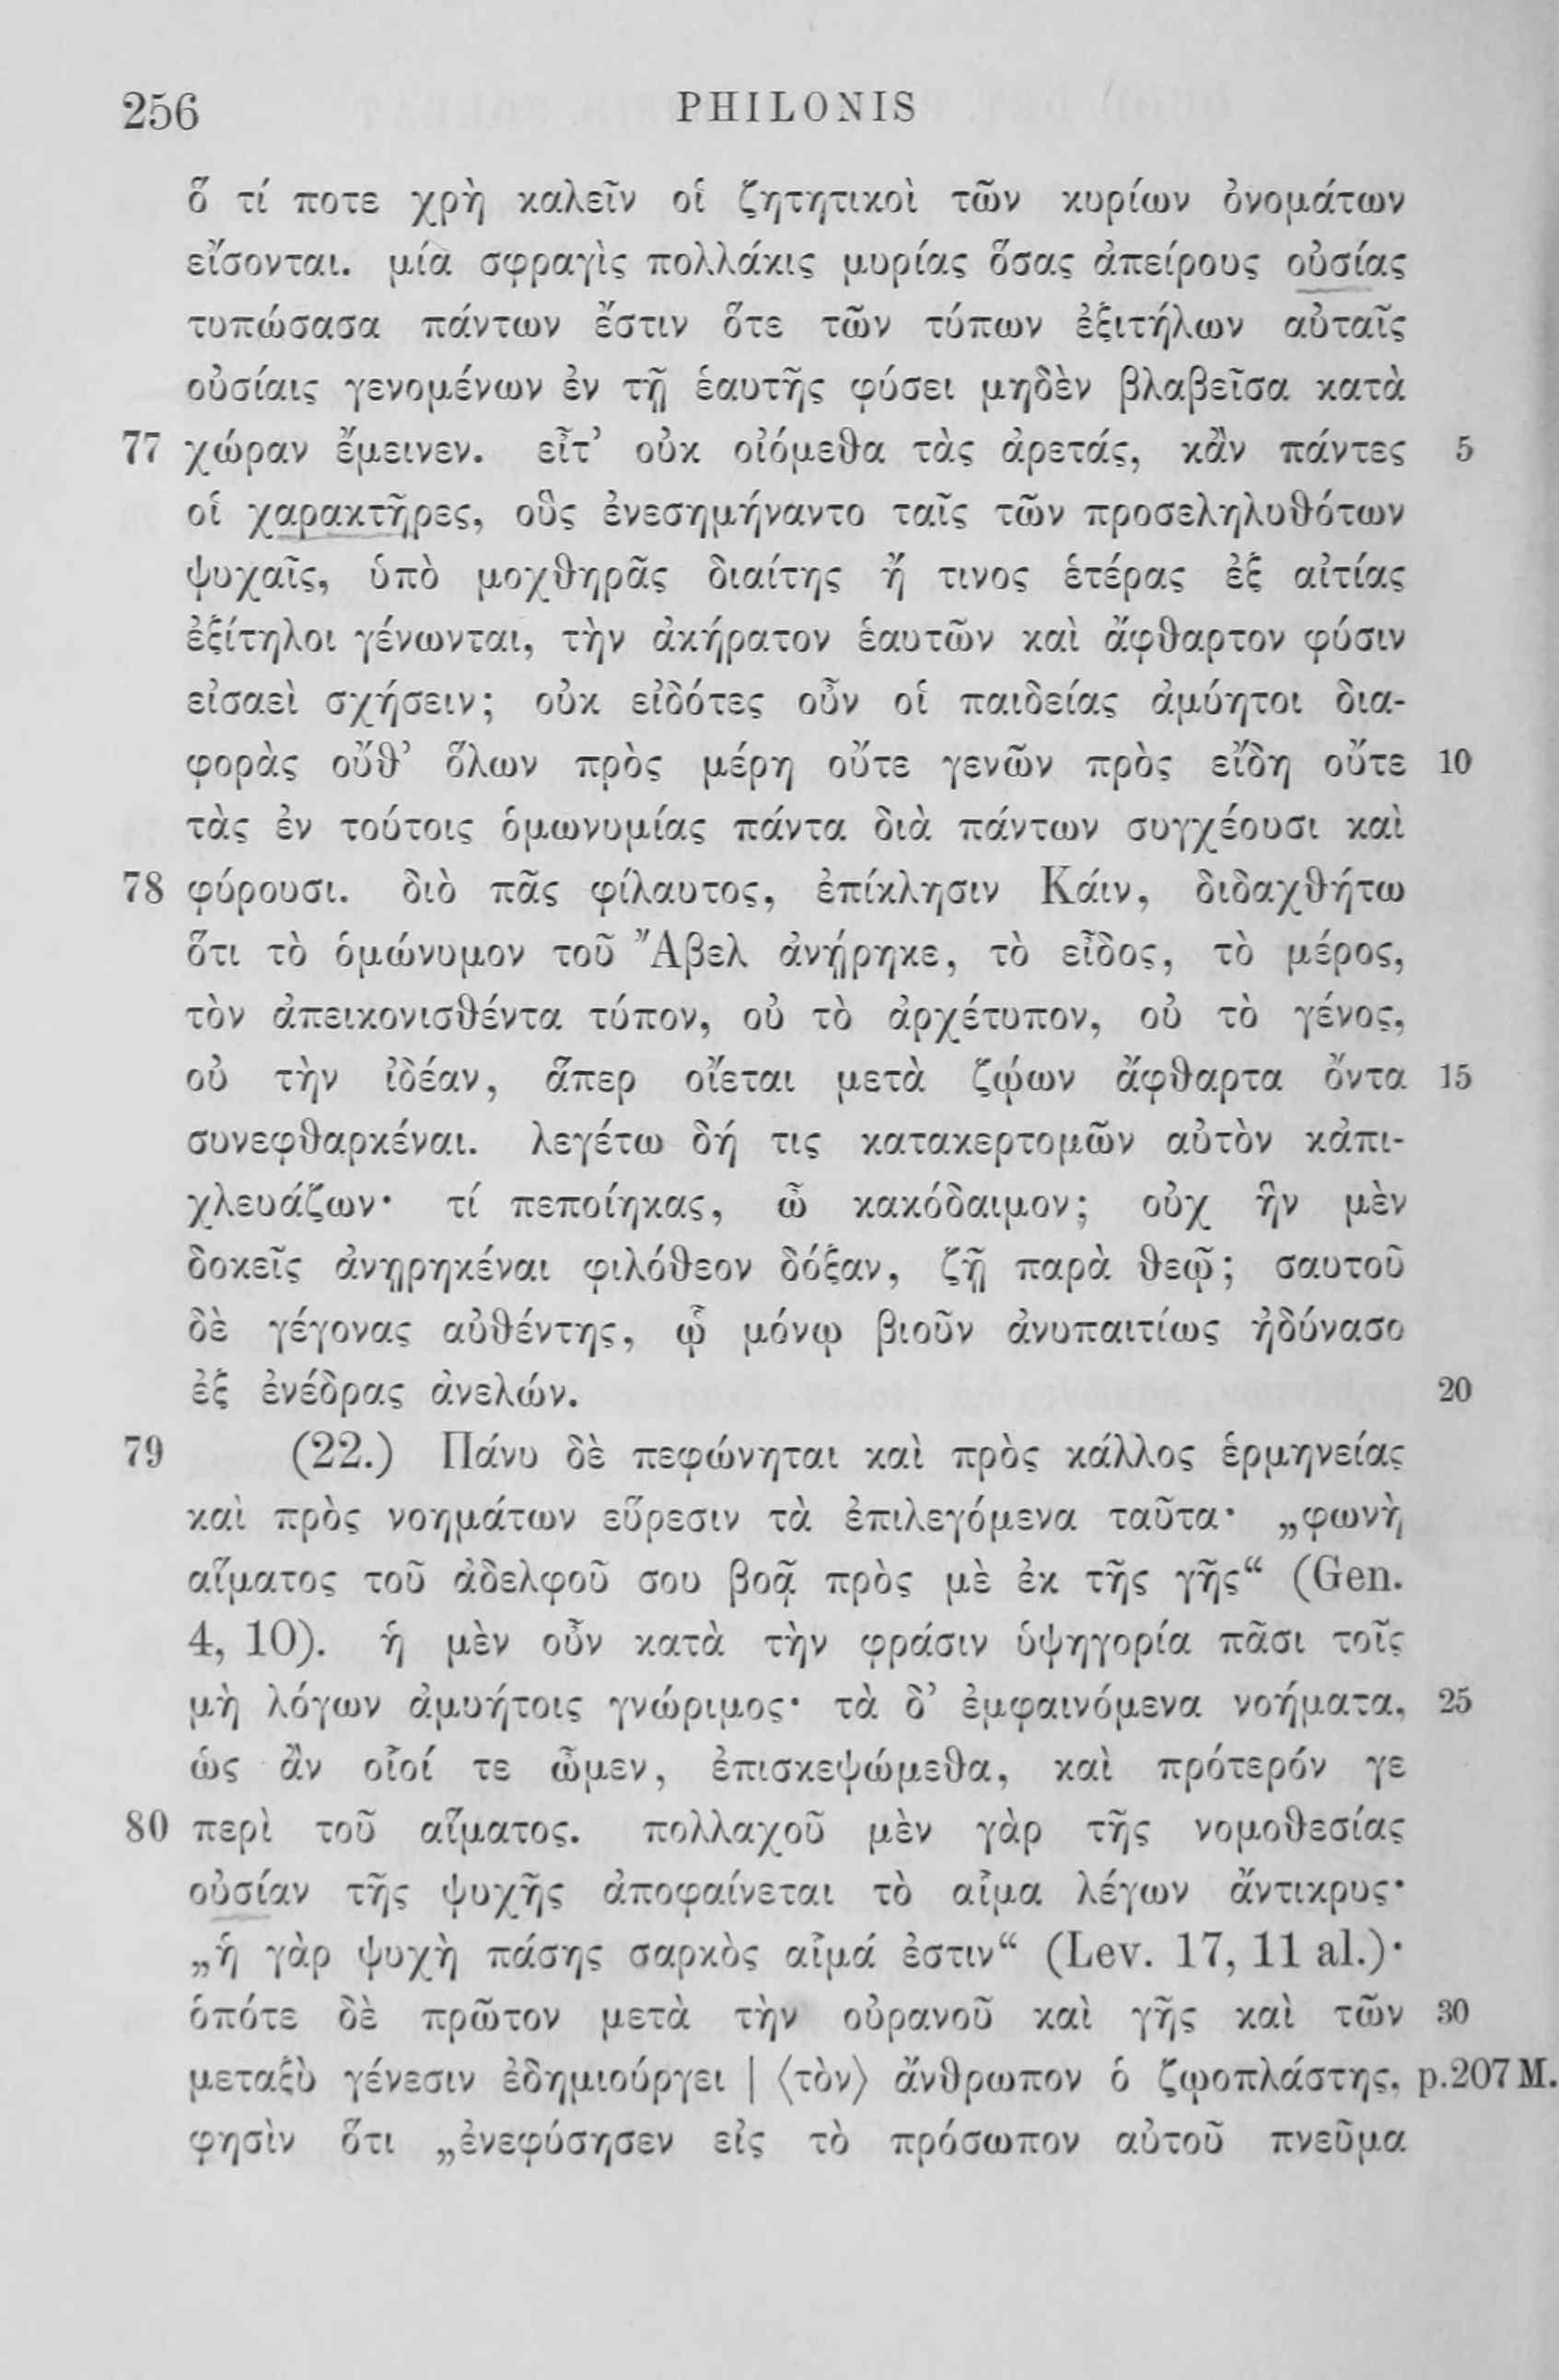 256 PHILONIS
ὅ τί ποτε χρὴ καλεῖν οἱ ζητητικοὶ τῶν κυρίων ὀνομάτων
εἴσονται. μία σφραγὶς πολλάκις μυρίας ὅσας ἀπείρους οὐσίας
τυπώσασα πάντων ἔστιν ὅτε τῶν τύπων ἐξιτήλων αὐταῖς
οὐσίαις γενομένων ἐν τῇ ἑαυτῆς φύσει μηδὲν βλαβεῖσα κατὰ
77 χώραν ἔμεινεν. εἶτ’ οὐκ οἰόμεθα τὰς ἀρετάς, κἂν πάντες 5
οἱ χαρακτῆρες, οὓς ἐνεσημήναντο ταῖς τῶν προσεληλυθότων
ψυχαῖς, ὑπὸ μοχθηρᾶς διαίτης ἤ τινος ἑτέρας ἐξ αἰτίας
ἐξίτηλοι γένωνται, τὴν ἀκήρατον ἑαυτῶν καὶ ἄφθαρτον φύσιν
εἰσαεὶ σχήσειν; οὐκ εἰδότες οὖν οἱ παιδείας ἀμύητοι δια-
φορὰς οὔθ’ ὅλων πρὸς μέρη οὔτε γενῶν πρὸς εἴδη οὔτε 10
τὰς ἐν τούτοις ὁμωνυμίας πάντα διὰ πάντων συγχέουσι καὶ
78 φύρουσι. διὸ πᾶς φίλαυτος, ἐπίκλησιν Κάιν, διδαχθήτω
ὅτι τὸ ὁμώνυμον τοῦ Ἄβελ ἀνῄρηκε, τὸ εἶδος, τὸ μέρος,
τὸν ἀπεικονισθέντα τύπον, οὐ τὸ ἀρχέτυπον, οὐ τὸ γένος,
οὐ τὴν ἰδέαν, ἅπερ οἴεται μετὰ ζῴων ἄφθαρτα ὄντα 15
συνεφθαρκέναι. λεγέτω δή τις κατακερτομῶν αὐτὸν κἀπι-
χλευάζων· τί πεποίηκας, ὦ κακόδαιμον; οὐχ ἣν μὲν
δοκεῖς ἀνῃρηκέναι φιλόθεον δόξαν, ζῇ παρὰ θεῷ; σαυτοῦ
δὲ γέγονας αὐθέντης, ᾧ μόνῳ βιοῦν ἀνυπαιτίως ἠδύνασο
ἐξ ἐνέδρας ἀνελών. 20
79 (22.) Πάνυ δὲ πεφώνηται καὶ πρὸς κάλλος ἑρμηνείας
καὶ πρὸς νοημάτων εὕρεσιν τὰ ἐπιλεγόμενα ταῦτα· „φωνὴ
αἵματος τοῦ ἀδελφοῦ σου βοᾷ πρὸς μὲ ἐκ τῆς γῆς“ (Gen.
4, 10). ἡ μὲν οὖν κατὰ τὴν φράσιν ὑψηγορία πᾶσι τοῖς
μὴ λόγων ἀμυήτοις γνώριμος· τὰ δ’ ἐμφαινόμενα νοήματα, 25
ὡς ἂν οἷοί τε ὦμεν, ἐπισκεψώμεθα, καὶ πρότερόν γε
80 περὶ τοῦ αἵματος. πολλαχοῦ μὲν γὰρ τῆς νομοθεσίας
οὐσίαν τῆς ψυχῆς ἀποφαίνεται τὸ αἷμα λέγων ἄντικρυς·
„ἡ γὰρ ψυχὴ πάσης σαρκὸς αἷμά ἐστιν“ (Lev. 17, 11 al.)·
ὁπότε δὲ πρῶτον μετὰ τὴν οὐρανοῦ καὶ γῆς καὶ τῶν 30
μεταξὺ γένεσιν ἐδημιούργει | ⟨τὸν⟩ ἄνθρωπον ὁ ζῳοπλάστης, p.207 M.
φησὶν ὅτι „ἐνεφύσησεν εἰς τὸ πρόσωπον αὐτοῦ πνεῦμα